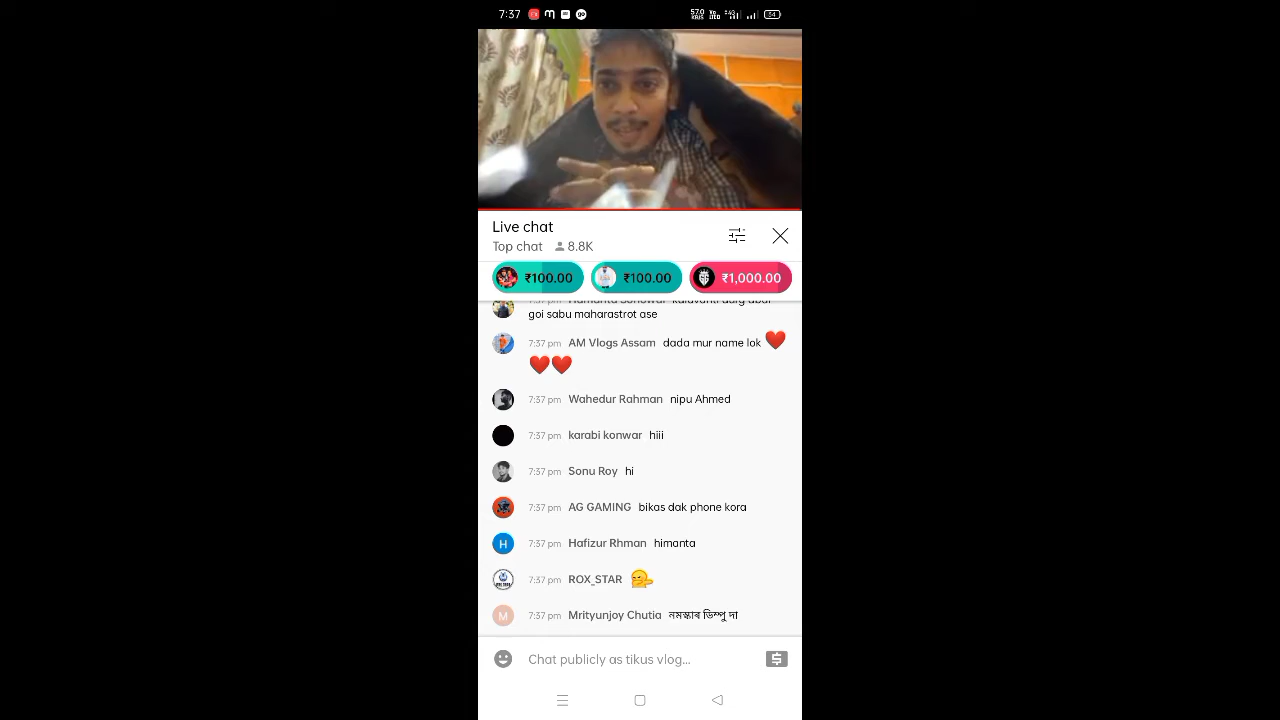 7:37
57.0 KB/S
54
Live chat
Top chat 8.8K
₹100.00 ₹100.00 ₹1,000.00
goi sabu maharastrot ase
7:37 pm AM Vlogs Assam dada mur name lok ❤️
❤️❤️
7:37 pm Wahedur Rahman nipu Ahmed
7:37 pm karabi konwar hiii
7:37 pm Sonu Roy hi
7:37 pm AG GAMING bikas dak phone kora
H 7:37 pm Hafizur Rhman himanta
7:37 pm ROX_STAR
M 7:37 pm Mrityunjoy Chutia নমস্কাৰ ডিম্পু দা
Chat publicly as tikus vlog...